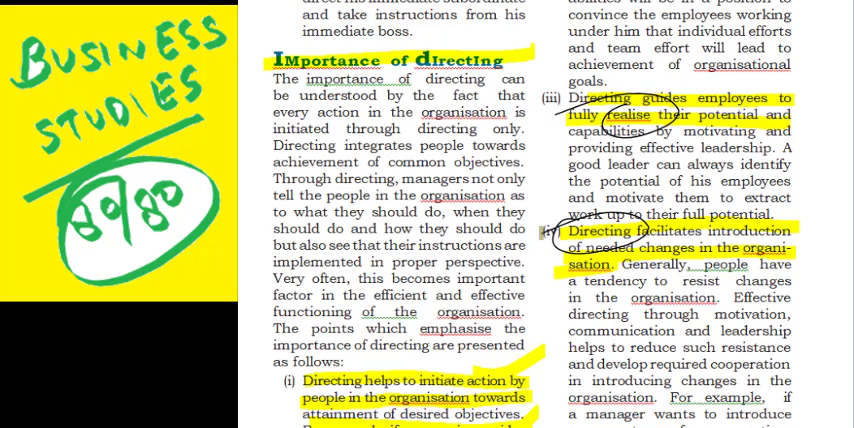 BUSINESS
STUDIES
80/80
direct his immediate subordinate
and take instructions from his
immediate boss.
IMportance of dIrectIng
The importance of directing can
be understood by the fact that
every action in the organisation is
initiated through directing only.
Directing integrates people towards
achievement of common objectives.
Through directing, managers not only
tell the people in the organisation as
to what they should do, when they
should do and how they should do
but also see that their instructions are
implemented in proper perspective.
Very often, this becomes important
factor in the efficient and effective
functioning of the organisation.
The points which emphasise the
importance of directing are presented
as follows:
(i) Directing helps to initiate action by
people in the organisation towards
attainment of desired objectives.
abilities will be in a position to
convince the employees working
under him that individual efforts
and team effort will lead to
achievement of organisational
goals.
(iii) Directing guides employees to
fully realise their potential and
capabilities by motivating and
providing effective leadership. A
good leader can always identify
the potential of his employees
and motivate them to extract
work up to their full potential.
(iv) Directing facilitates introduction
of needed changes in the organi-
sation. Generally, people have
a tendency to resist changes
in the organisation. Effective
directing through motivation,
communication and leadership
helps to reduce such resistance
and develop required cooperation
in introducing changes in the
organisation. For example, if
a manager wants to introduce